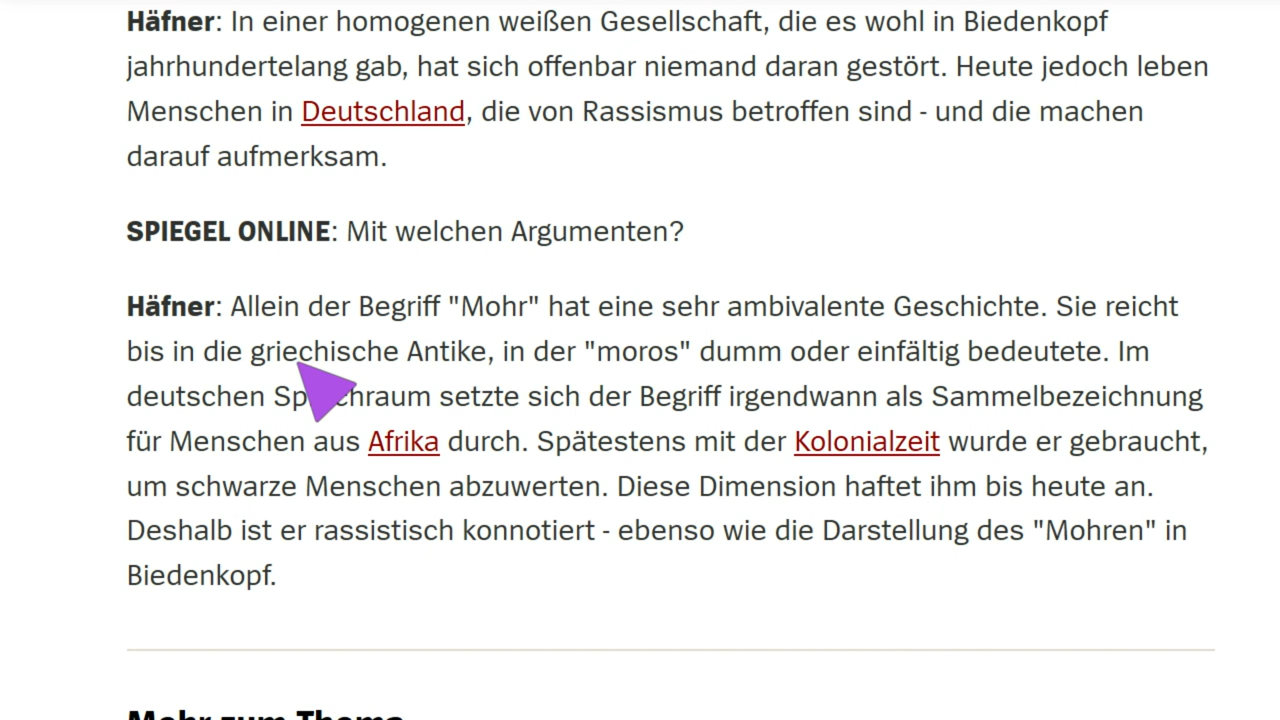 Häfner: In einer homogenen weißen Gesellschaft, die es wohl in Biedenkopf
jahrhundertelang gab, hat sich offenbar niemand daran gestört. Heute jedoch leben
Menschen in Deutschland, die von Rassismus betroffen sind - und die machen
darauf aufmerksam.
SPIEGEL ONLINE: Mit welchen Argumenten?
Häfner: Allein der Begriff "Mohr" hat eine sehr ambivalente Geschichte. Sie reicht
bis in die griechische Antike, in der "moros" dumm oder einfältig bedeutete. Im
deutschen Sprachraum setzte sich der Begriff irgendwann als Sammelbezeichnung
für Menschen aus Afrika durch. Spätestens mit der Kolonialzeit wurde er gebraucht,
um schwarze Menschen abzuwerten. Diese Dimension haftet ihm bis heute an.
Deshalb ist er rassistisch konnotiert - ebenso wie die Darstellung des "Mohren" in
Biedenkopf.
Mehr zum Thema